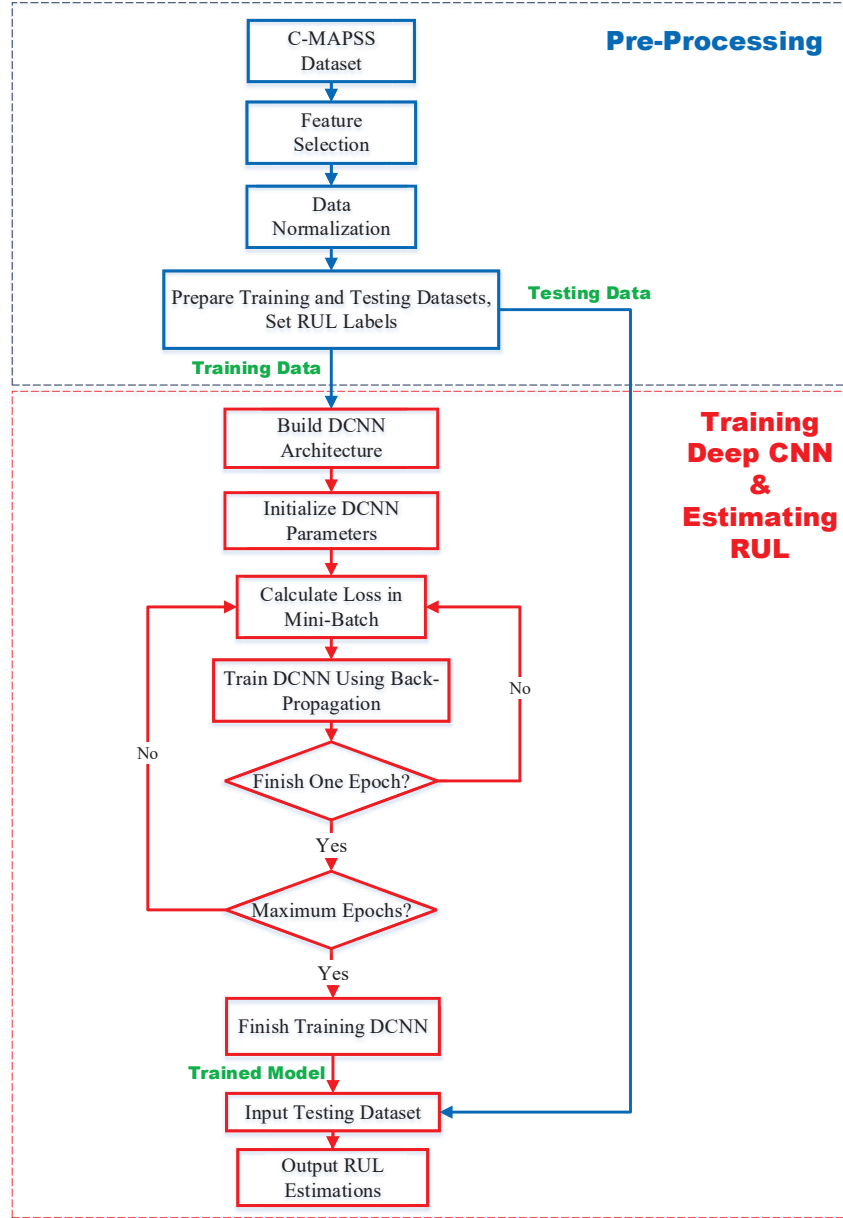 C-MAPSS
Dataset
Pre-Processing
Feature
Selection
Data
Normalization
Prepare Training and Testing Datasets,
Set RUL Labels
Testing Data
Training Data
Build DCNN
Architecture
Training
Deep CNN
&
Estimating
RUL
Initialize DCNN
Parameters
Calculate Loss in
Mini-Batch
Train DCNN Using Back-
Propagation
No
No
Finish One Epoch?
Yes
Maximum Epochs?
Yes
Finish Training DCNN
Trained Model
Input Testing Dataset
Output RUL
Estimations